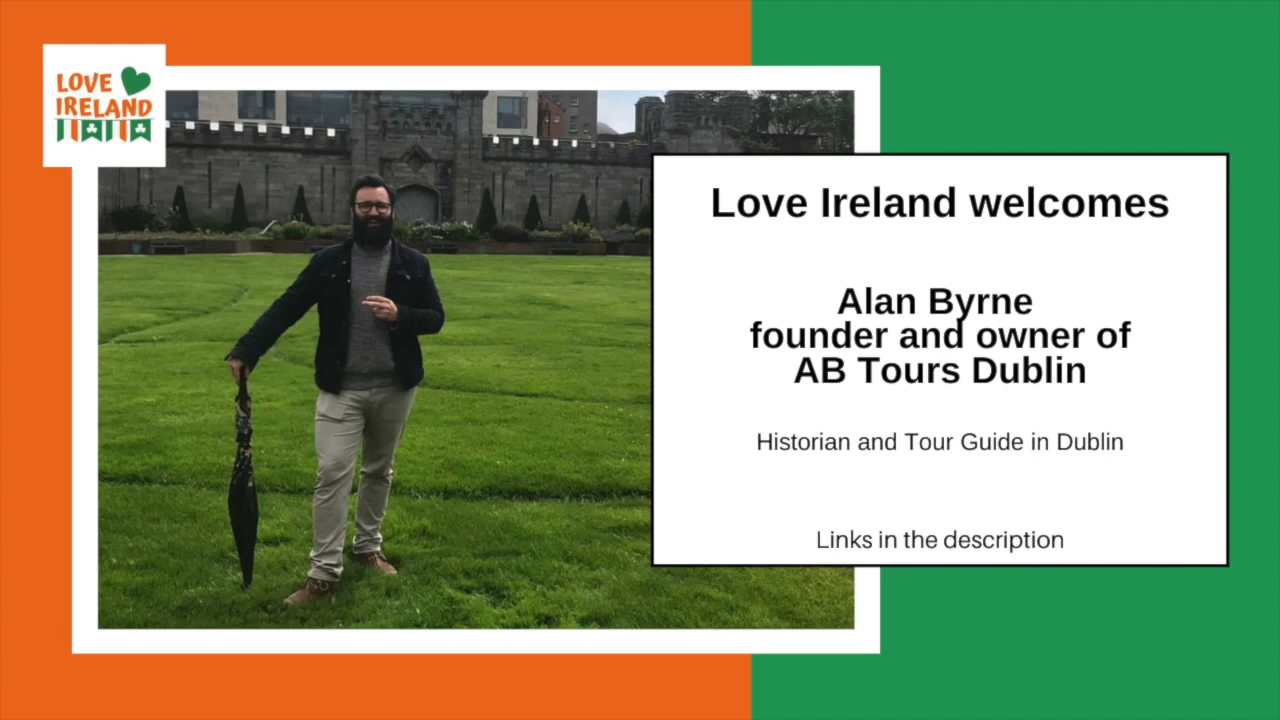 LOVE
IRELAND
Love Ireland welcomes
Alan Byrne
founder and owner of
AB Tours Dublin
Historian and Tour Guide in Dublin
Links in the description